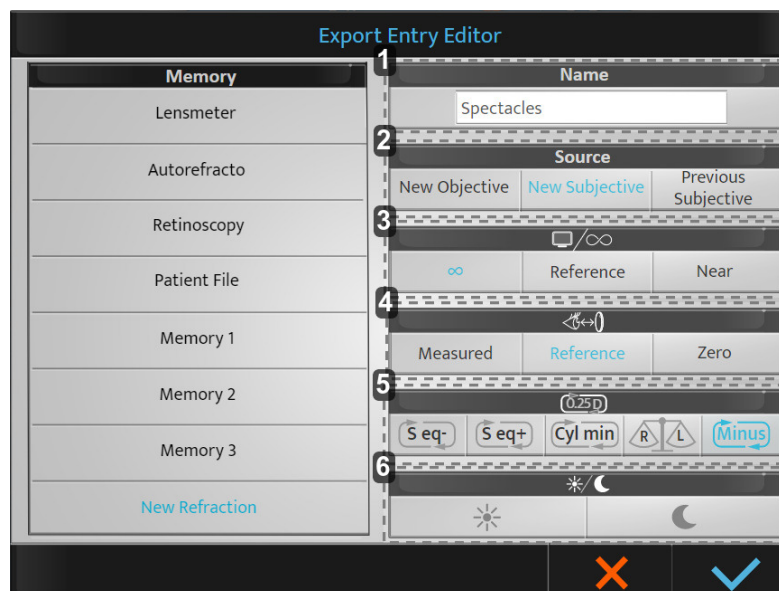 Export Entry Editor
Memory
Lensmeter
Autorefracto
Retinoscopy
Patient File
Memory 1
Memory 2
Memory 3
New Refraction
1
Name
Spectacles
2
Source
New Objective New Subjective Previous Subjective
3
/∞
∞ Reference Near
4
Measured Reference Zero
5
0.25 D
S eq- S eq+ Cyl min R L Minus
6
/